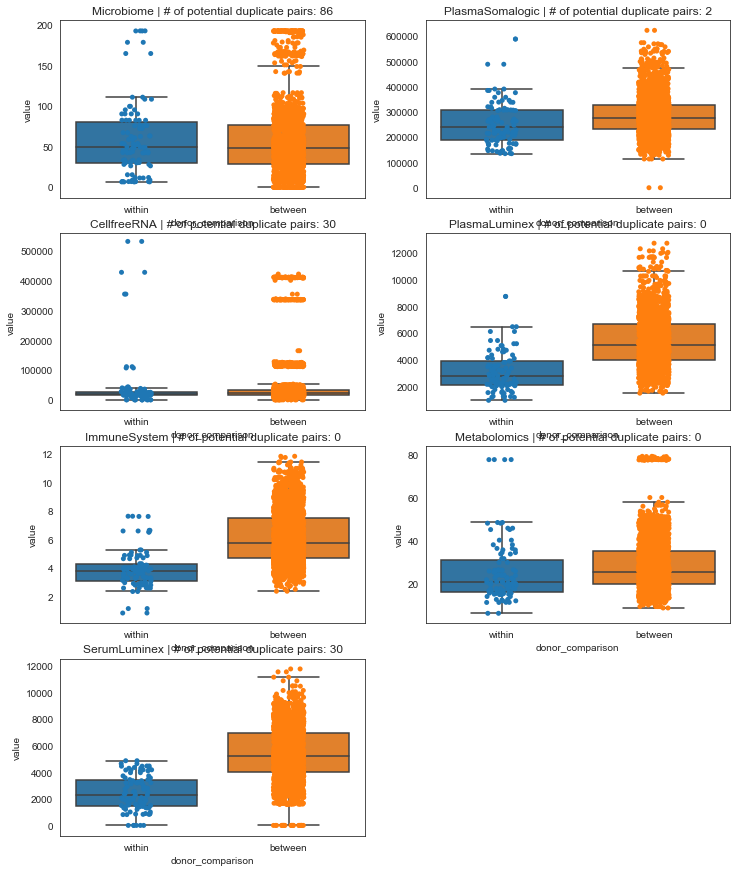 Microbiome | # of potential duplicate pairs: 86
200
150
100
50
0
value
within
between
donor_comparison
PlasmaSomalogic | # of potential duplicate pairs: 2
600000
500000
400000
300000
200000
100000
0
value
within
between
donor_comparison
CellfreeRNA | # of potential duplicate pairs: 30
500000
400000
300000
200000
100000
0
value
within
between
donor_comparison
PlasmaLuminex | # of potential duplicate pairs: 0
12000
10000
8000
6000
4000
2000
value
within
between
donor_comparison
ImmuneSystem | # of potential duplicate pairs: 0
12
10
8
6
4
2
value
within
between
donor_comparison
Metabolomics | # of potential duplicate pairs: 0
80
60
40
20
value
within
between
donor_comparison
SerumLuminex | # of potential duplicate pairs: 30
12000
10000
8000
6000
4000
2000
0
value
within
between
donor_comparison